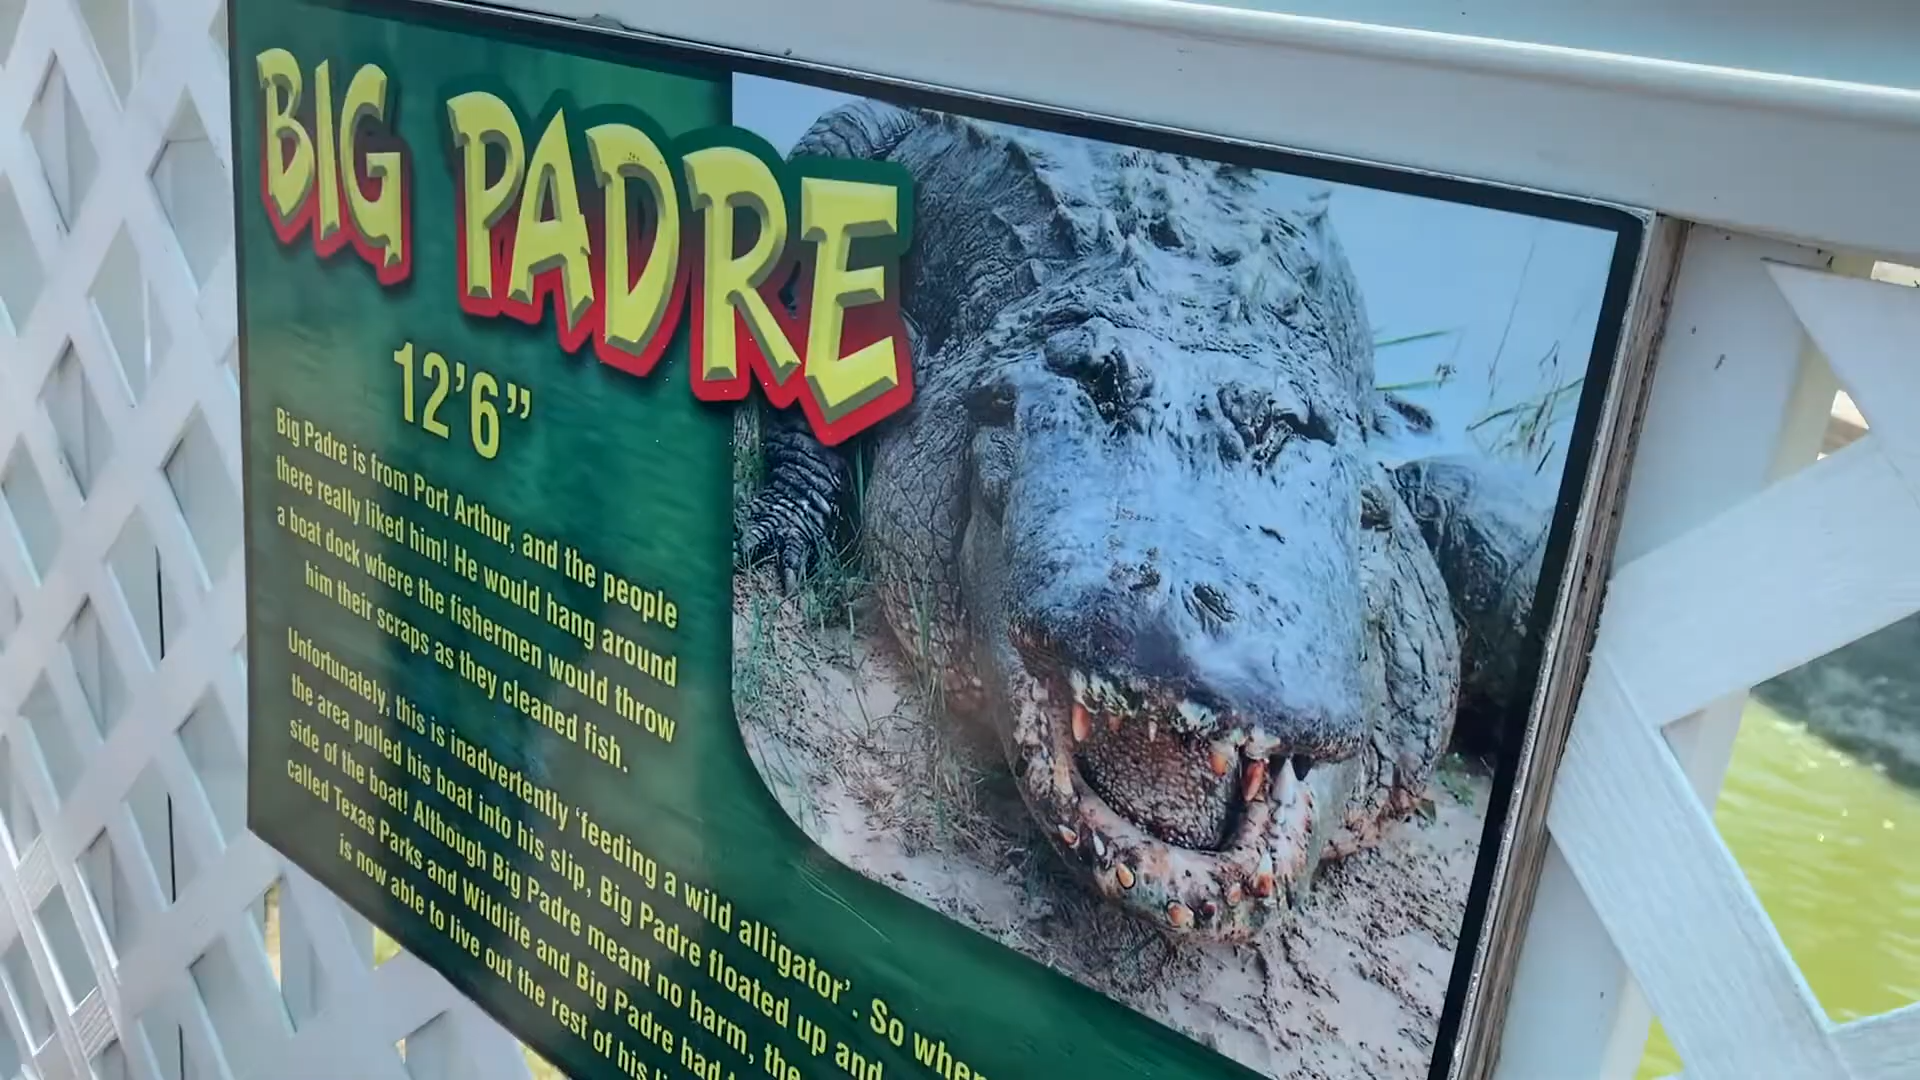 BIG PADRE
12'6"
Big Padre is from Port Arthur, and the people
there really liked him! He would hang around
a boat dock where the fishermen would throw
him their scraps as they cleaned fish.
Unfortunately, this is inadvertently 'feeding a wild alligator'. So when
the area pulled his boat into his slip, Big Padre floated up and
side of the boat! Although Big Padre meant no harm, the
called Texas Parks and Wildlife and Big Padre had
is now able to live out the rest of his